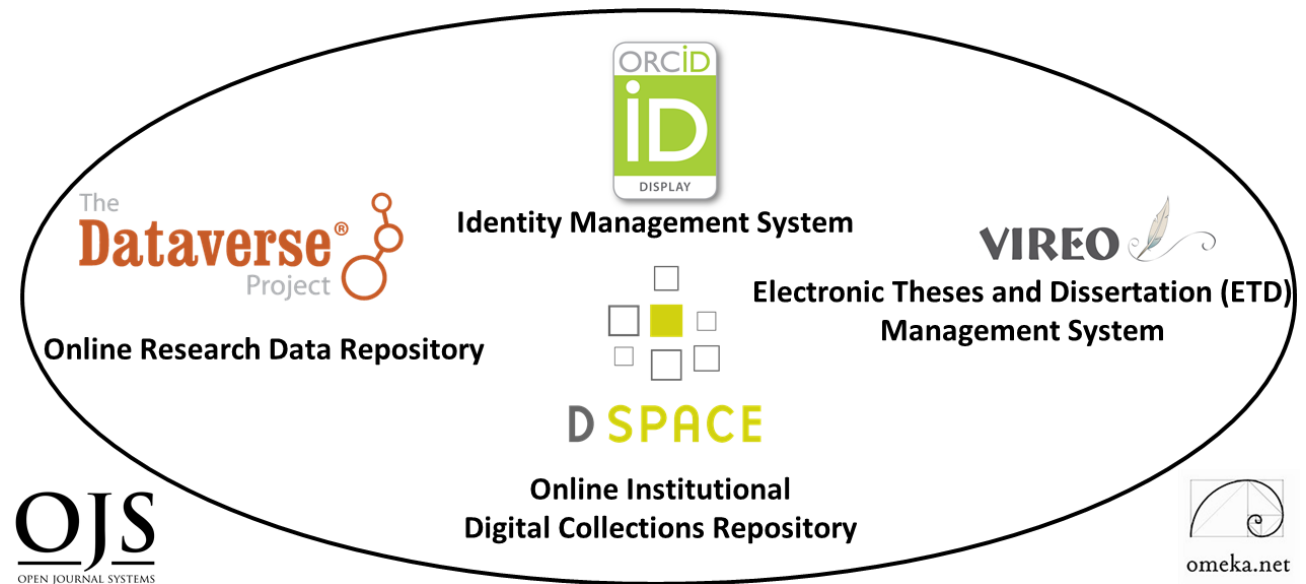 ORCID
iD
DISPLAY
Identity Management System
The
Dataverse®
Project
Online Research Data Repository
VIREO
Electronic Theses and Dissertation (ETD)
Management System
D SPACE
Online Institutional
Digital Collections Repository
OJS
OPEN JOURNAL SYSTEMS
omeka.net